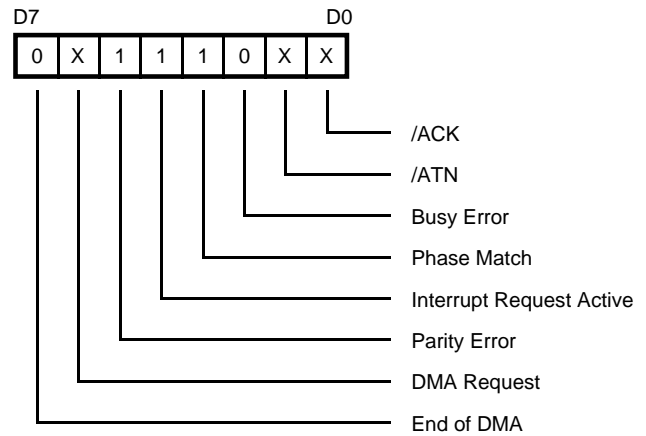 D7 D0
0 X 1 1 1 0 X X
/ACK
/ATN
Busy Error
Phase Match
Interrupt Request Active
Parity Error
DMA Request
End of DMA